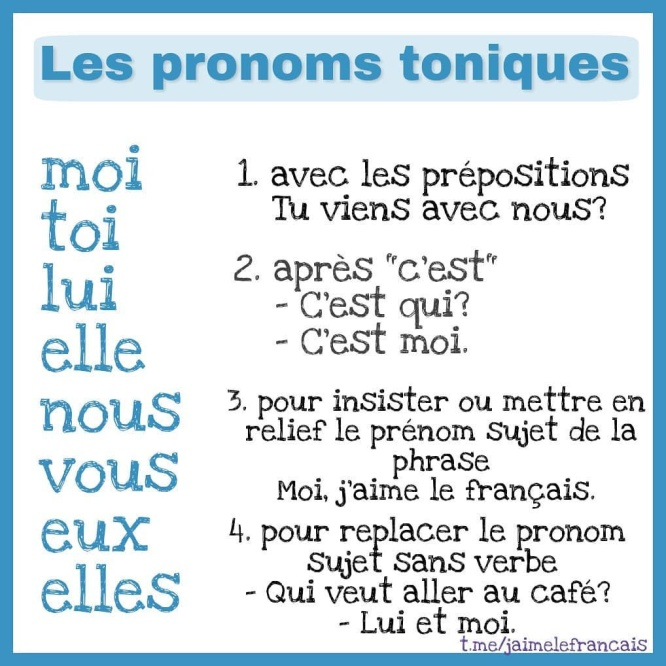 Les pronoms toniques
moi
toi
lui
elle
nous
vous
eux
elles
1. avec les prépositions
Tu viens avec nous?
2. après "c'est"
- C'est qui?
- C'est moi.
3. pour insister ou mettre en
relief le prénom sujet de la
phrase
Moi, j'aime le français.
4. pour replacer le pronom
sujet sans verbe
- Qui veut aller au café?
- Lui et moi.
t.me/jaimelefrancais